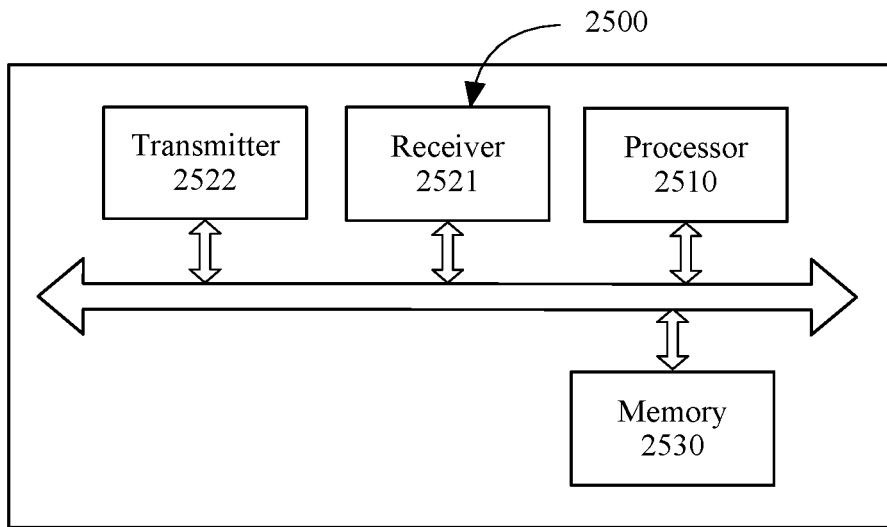 2500
Transmitter
2522
Receiver
2521
Processor
2510
Memory
2530